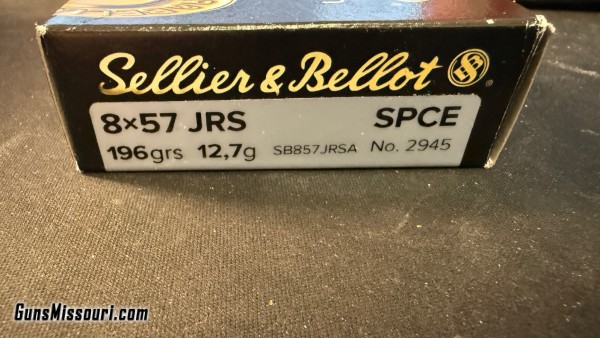 Sellier & Bellot
8×57 JRS SPCE
196grs 12,7g SB857JRSA No. 2945
GunsMissouri.com